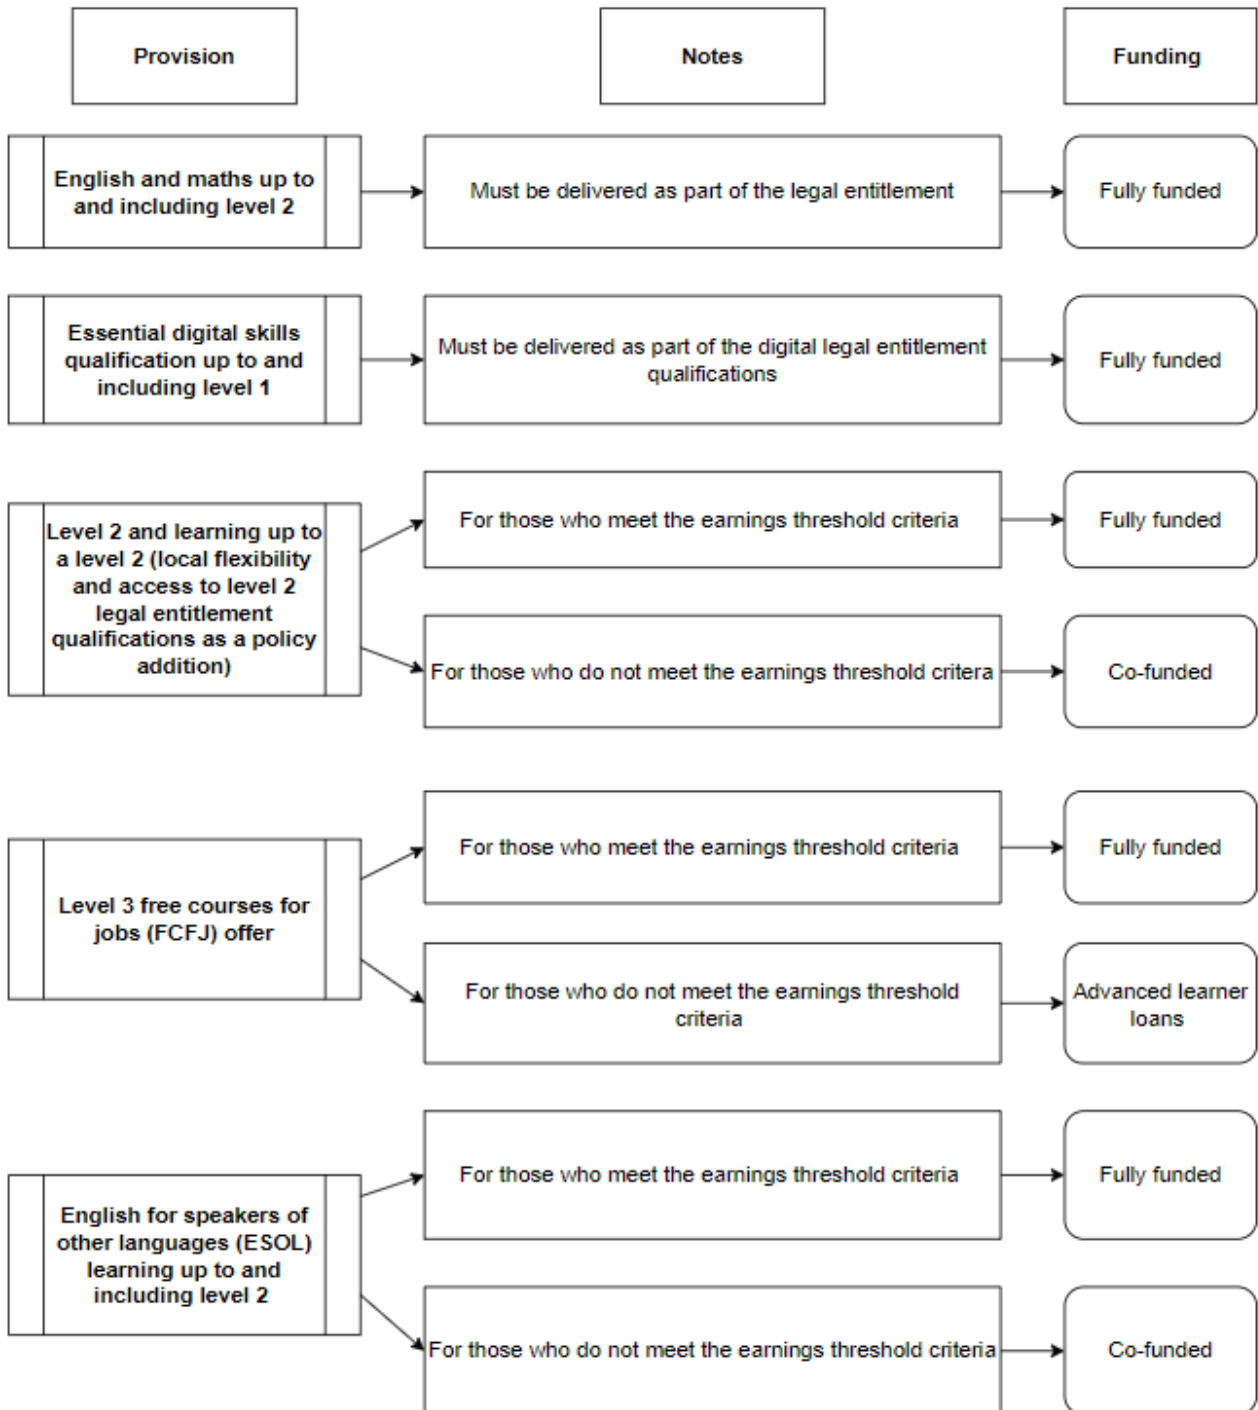 Provision
Notes
Funding
English and maths up to
and including level 2
Must be delivered as part of the legal entitlement
Fully funded
Essential digital skills
qualification up to and
including level 1
Must be delivered as part of the digital legal entitlement
qualifications
Fully funded
Level 2 and learning up to
a level 2 (local flexibility
and access to level 2
legal entitlement
qualifications as a policy
addition)
For those who meet the earnings threshold criteria
Fully funded
For those who do not meet the earnings threshold critera
Co-funded
Level 3 free courses for
jobs (FCFJ) offer
For those who meet the earnings threshold criteria
Fully funded
For those who do not meet the earnings threshold
criteria
Advanced learner
loans
English for speakers of
other languages (ESOL)
learning up to and
including level 2
For those who meet the earnings threshold criteria
Fully funded
For those who do not meet the earnings threshold criteria
Co-funded